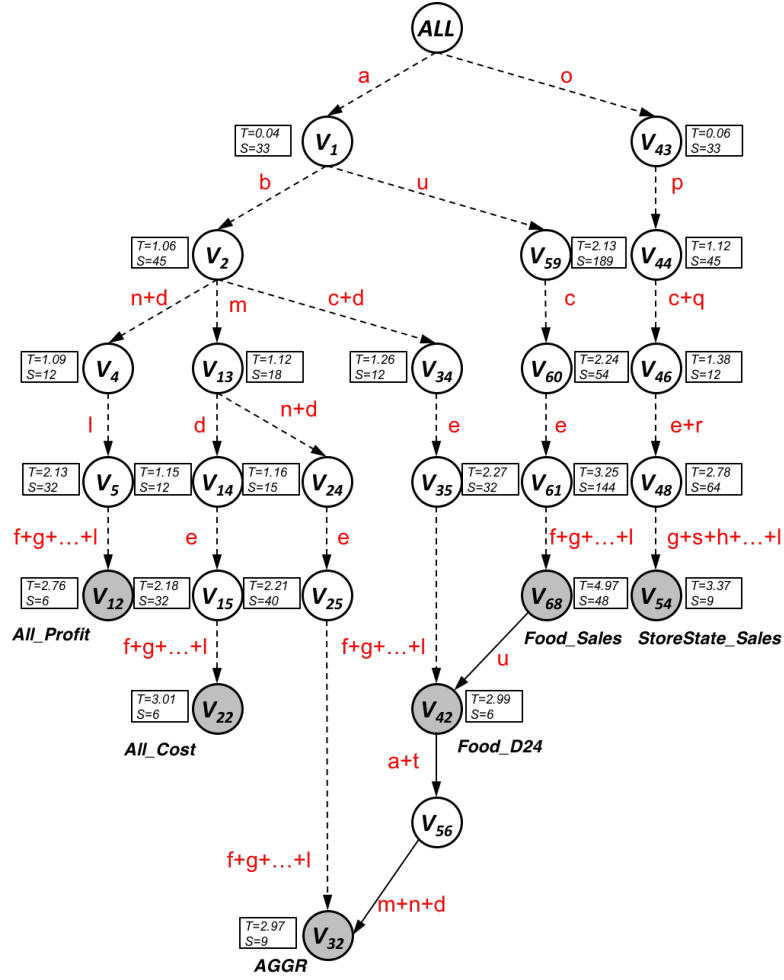 ALL
a
o
T=0.04
S=33
V1
V43
T=0.06
S=33
b
u
p
T=1.06
S=45
V2
V59
T=2.13
S=189
V44
T=1.12
S=45
n+d
m
c+d
c
c+q
T=1.09
S=12
V4
V13
T=1.12
S=18
T=1.26
S=12
V34
V60
T=2.24
S=54
V46
T=1.38
S=12
l
d
n+d
e
e
e+r
T=2.13
S=32
V5
T=1.15
S=12
V14
T=1.16
S=15
V24
V35
T=2.27
S=32
V61
T=3.25
S=144
V48
T=2.78
S=64
f+g+...+l
e
e
f+g+...+l
g+s+h+...+l
T=2.76
S=6
V12
T=2.18
S=32
V15
T=2.21
S=40
V25
V68
T=4.97
S=48
V54
T=3.37
S=9
All_Profit
Food_Sales
StoreState_Sales
f+g+...+l
f+g+...+l
u
T=3.01
S=6
V22
V42
T=2.99
S=6
All_Cost
Food_D24
a+t
V56
f+g+...+l
m+n+d
T=2.97
S=9
V32
AGGR